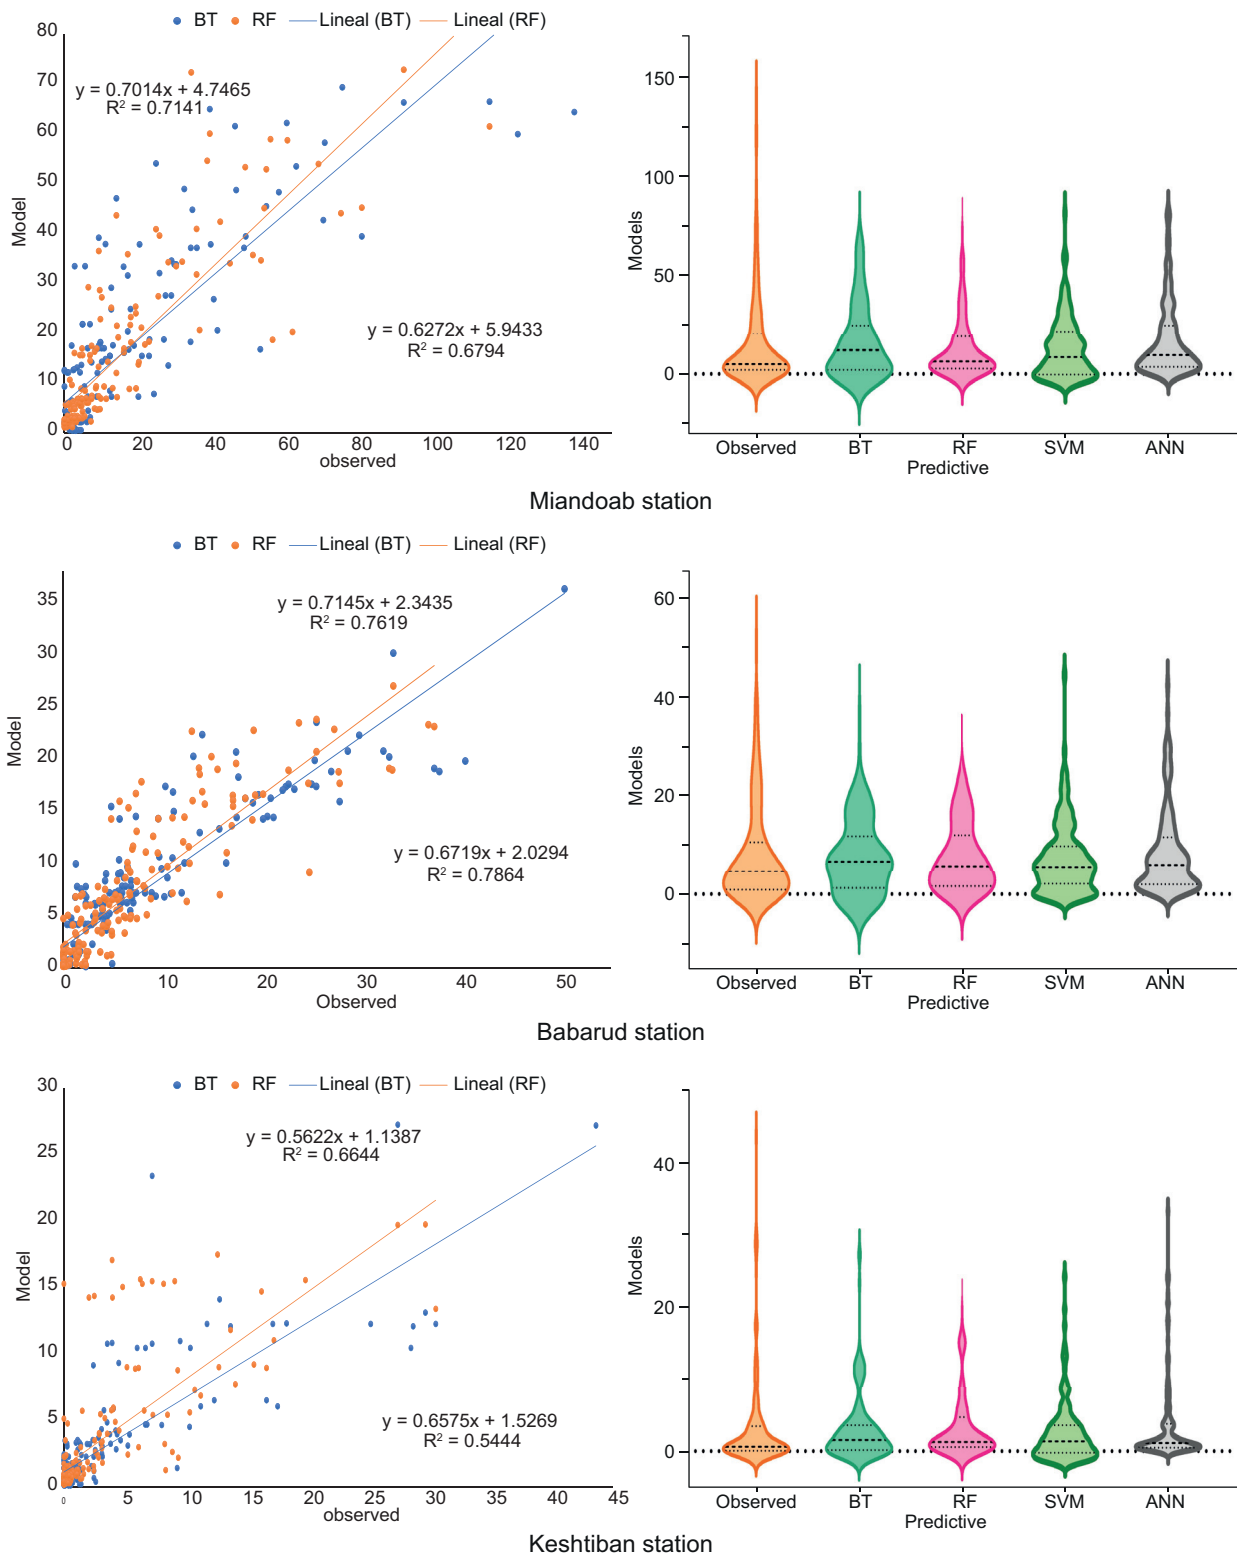 BT RF Lineal (BT) Lineal (RF)
80
70
60
50
40
30
20
10
0
Model
y = 0.7014x + 4.7465
R² = 0.7141
y = 0.6272x + 5.9433
R² = 0.6794
0 20 40 60 80 100 120 140
observed
150
100
50
0
Models
Observed BT RF SVM ANN
Predictive
Miandoab station
BT RF Lineal (BT) Lineal (RF)
35
30
25
20
15
10
5
0
Model
y = 0.7145x + 2.3435
R² = 0.7619
y = 0.6719x + 2.0294
R² = 0.7864
0 10 20 30 40 50
Observed
60
40
20
0
Models
Observed BT RF SVM ANN
Predictive
Babarud station
BT RF Lineal (BT) Lineal (RF)
30
25
20
15
10
5
0
Model
y = 0.5622x + 1.1387
R² = 0.6644
y = 0.6575x + 1.5269
R² = 0.5444
0 5 10 15 20 25 30 35 40 45
observed
40
20
0
Models
Observed BT RF SVM ANN
Predictive
Keshtiban station